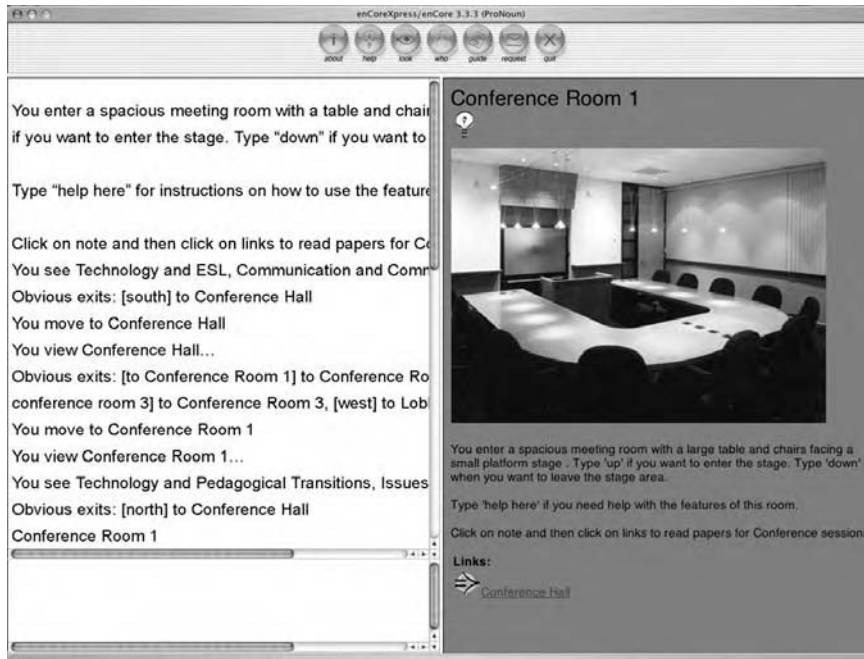 enCoreXpress/enCore 3.3.3 (ProNoun)
about help look who guide request quit
You enter a spacious meeting room with a table and chair
if you want to enter the stage. Type “down” if you want to
Type “help here” for instructions on how to use the feature
Click on note and then click on links to read papers for Co
You see Technology and ESL, Communication and Comm
Obvious exits: [south] to Conference Hall
You move to Conference Hall
You view Conference Hall...
Obvious exits: [to Conference Room 1] to Conference Ro
conference room 3] to Conference Room 3, [west] to Lob
You move to Conference Room 1
You view Conference Room 1...
You see Technology and Pedagogical Transitions, Issues
Obvious exits: [north] to Conference Hall
Conference Room 1
Conference Room 1
You enter a spacious meeting room with a large table and chairs facing a
small platform stage . Type 'up' if you want to enter the stage. Type 'down'
when you want to leave the stage area.
Type 'help here' if you need help with the features of this room.
Click on note and then click on links to read papers for Conference session
Links:
Conference Hall